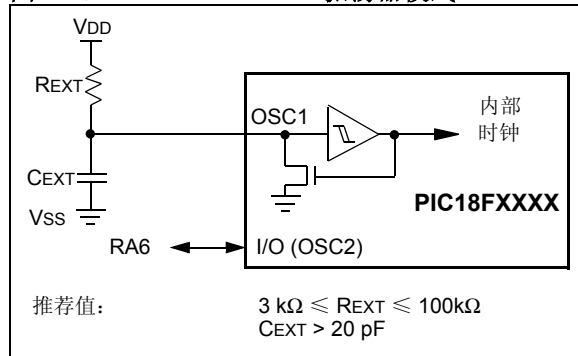 VDD
REXT
OSC1
内部
时钟
CEXT
PIC18FXXXX
VSS
RA6
I/O (OSC2)
推荐值:
3 kΩ ≤ REXT ≤ 100kΩ
CEXT > 20 pF